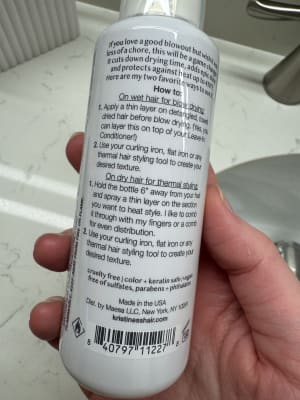 If you love a good blowout but wish it was
less of a chore, this will be a game
it cuts down drying time, adds epic
and protects against heat up to 4
Here are my two favorite ways to
How to:
On wet hair for blow drying:
1. Apply a thin layer on detangled, towel
dried hair before blow drying. (Yes, you
can layer this on top of your Leave-In
Conditioner!)
2. Use your curling iron, flat iron or any
thermal hair styling tool to create your
desired texture.
On dry hair for thermal styling:
1. Hold the bottle 6" away from your hair
and spray a thin layer on the section
you want to heat style. I like to comb
it through with my fingers or a comb
for even distribution.
2. Use your curling iron, flat iron or any
thermal hair styling tool to create your
desired texture.
cruelty free | color + keratin safe | vegan
free of sulfates, parabens + phthalates
Made in the USA
Dist. by Maesa LLC, New York, NY 10281
kristinesshair.com
8 40797 11227